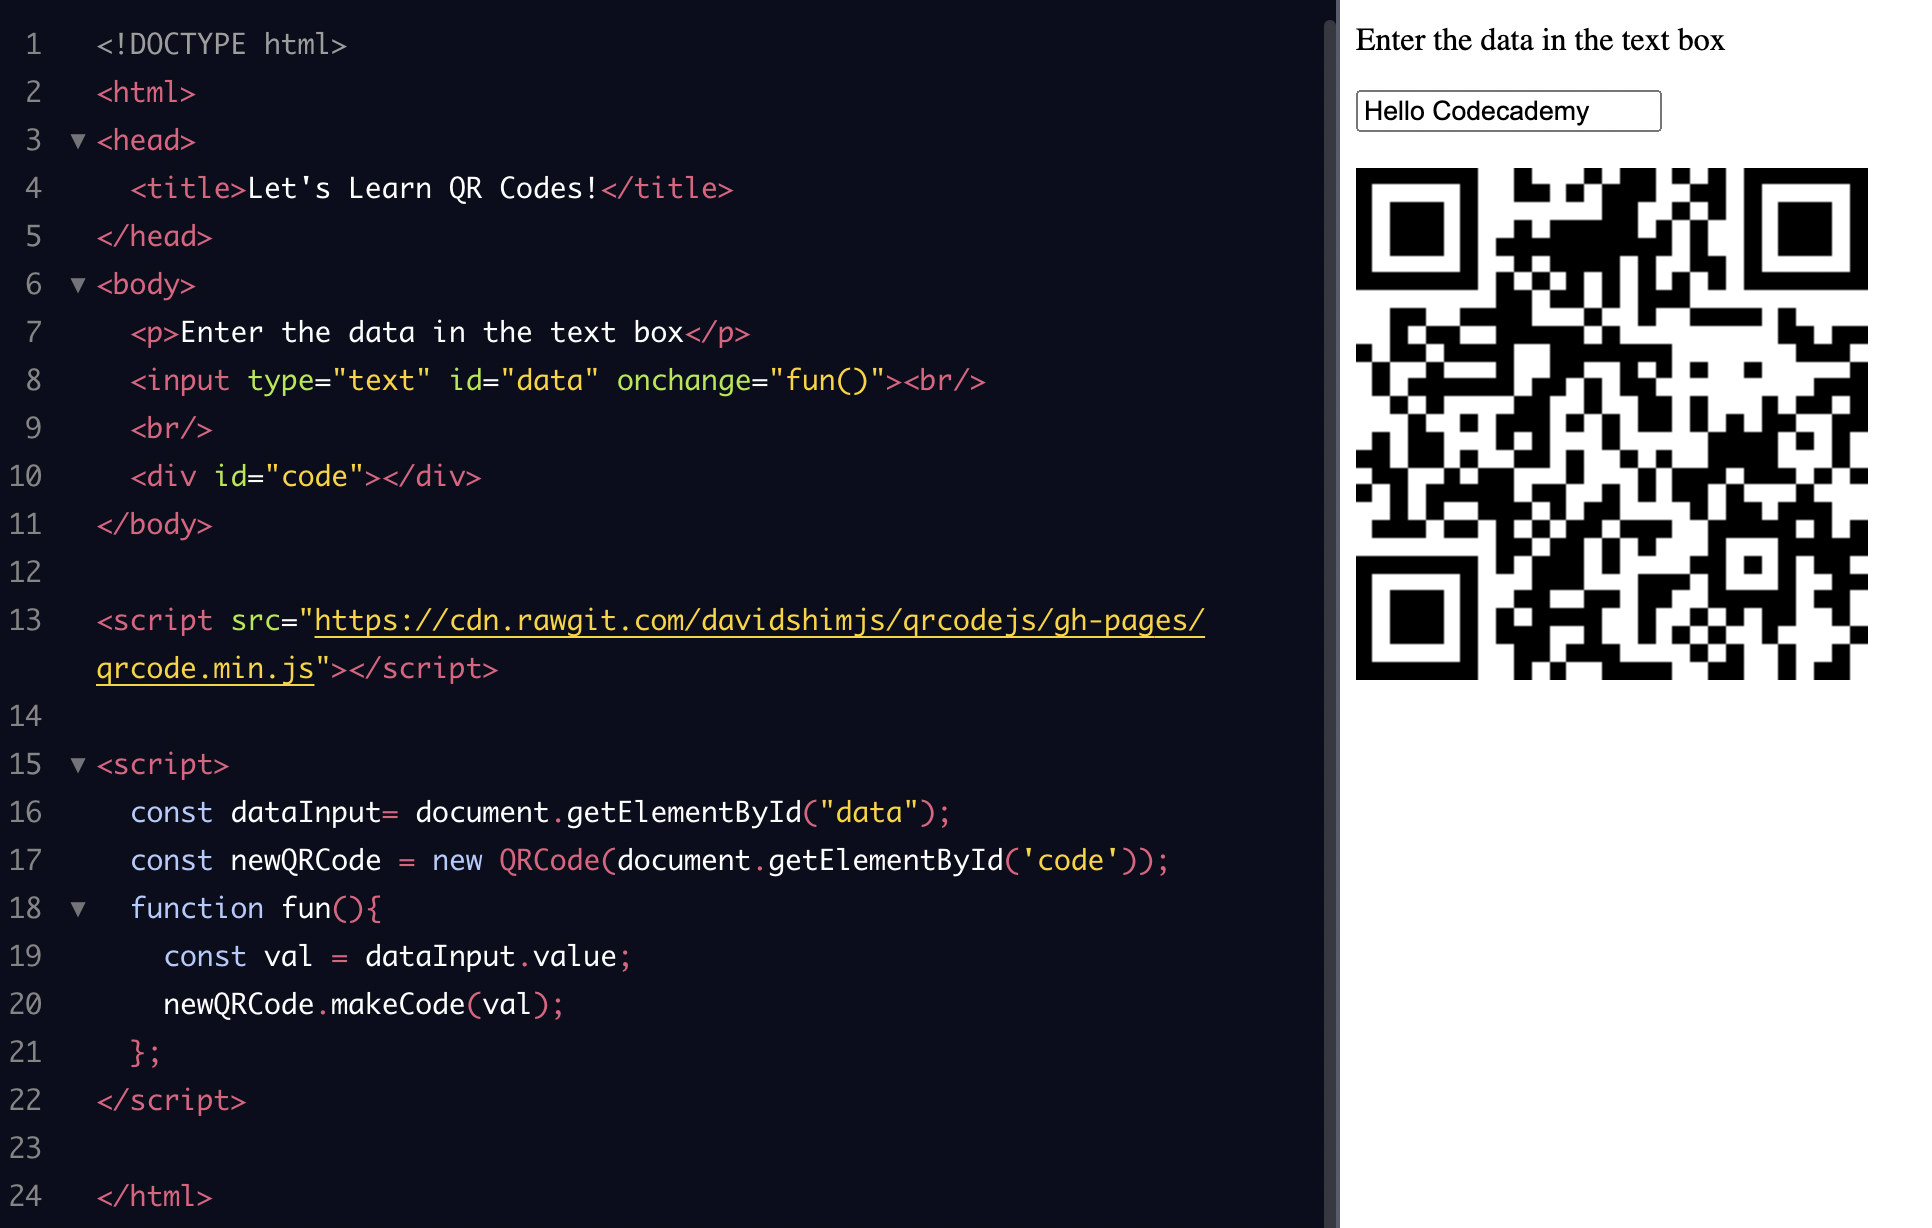 1 <!DOCTYPE html>
2 <html>
3 ▼ <head>
4 <title>Let's Learn QR Codes!</title>
5 </head>
6 ▼ <body>
7 <p>Enter the data in the text box</p>
8 <input type="text" id="data" onchange="fun()"><br/>
9 <br/>
10 <div id="code"></div>
11 </body>
12
13 <script src="https://cdn.rawgit.com/davidshimjs/qrcodejs/gh-pages/
qrcode.min.js"></script>
14
15 ▼ <script>
16 const dataInput= document.getElementById("data");
17 const newQRCode = new QRCode(document.getElementById('code'));
18 ▼ function fun(){
19 const val = dataInput.value;
20 newQRCode.makeCode(val);
21 };
22 </script>
23
24 </html>
Enter the data in the text box
Hello Codecademy